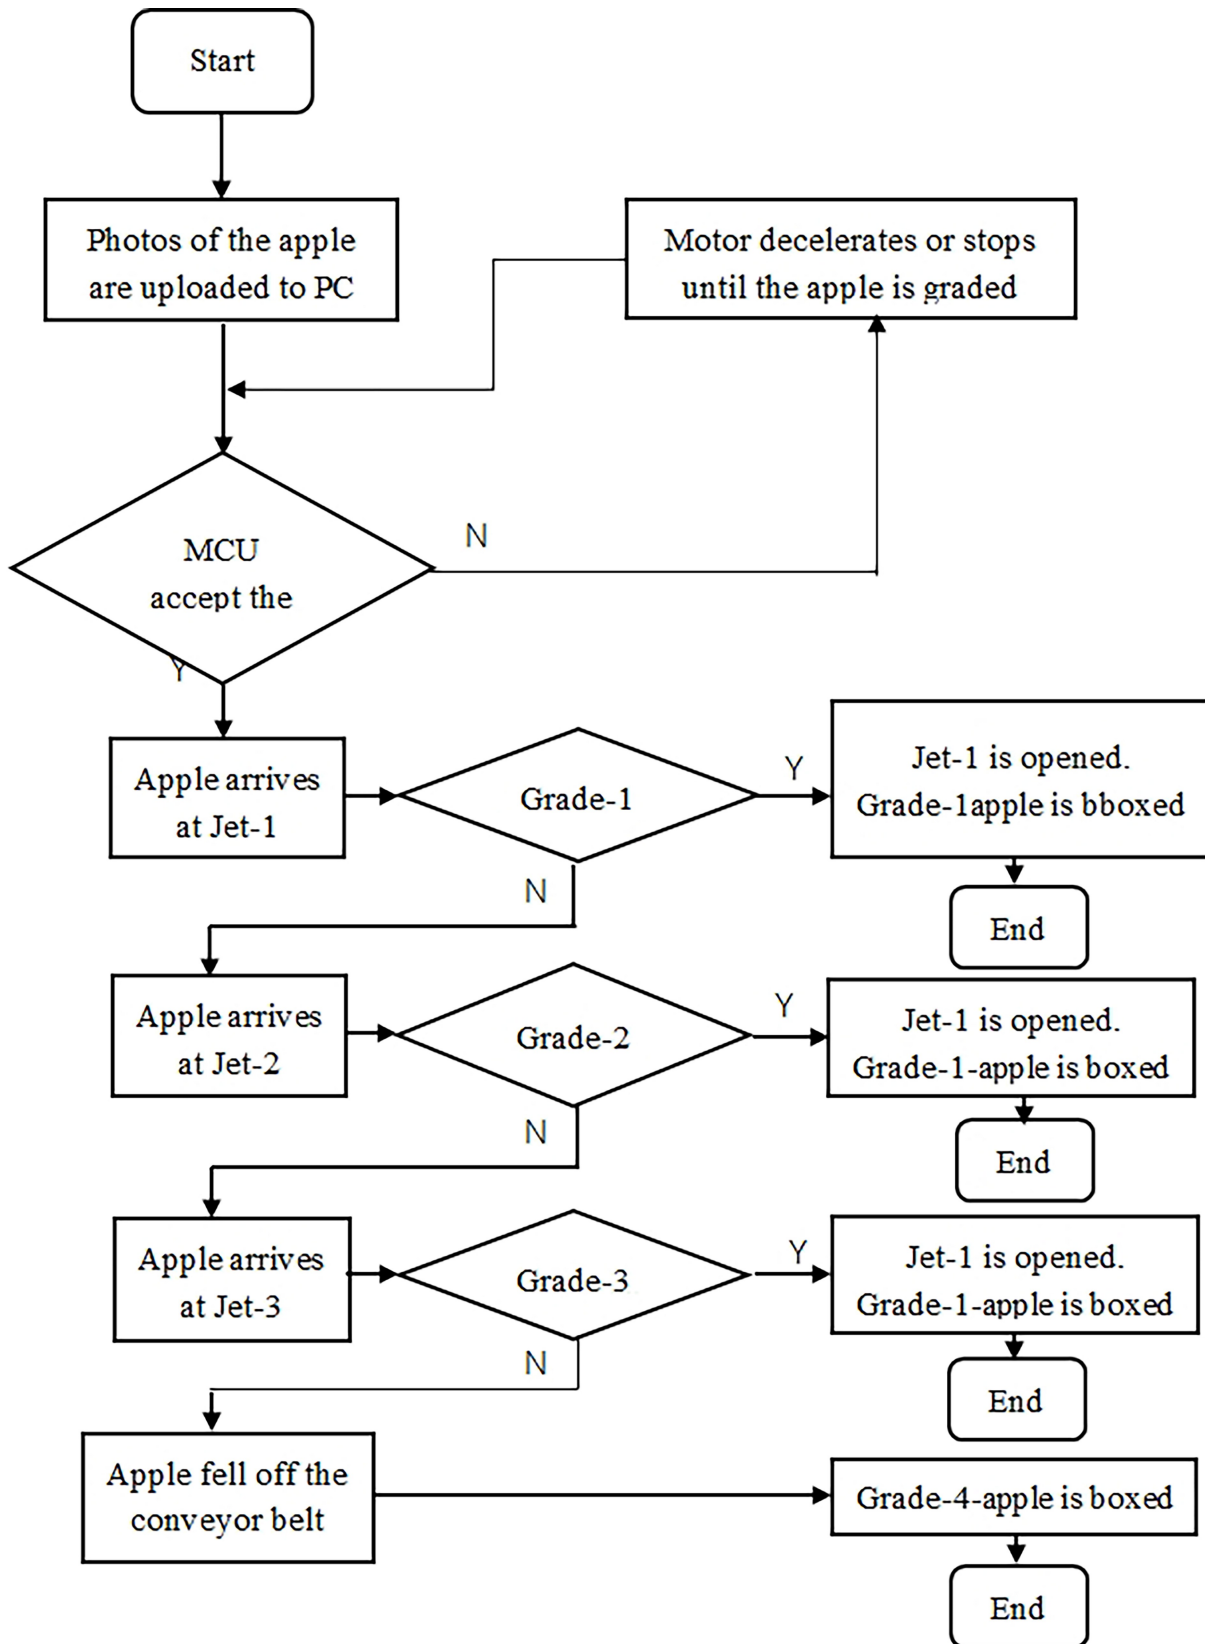 Start
Photos of the apple
are uploaded to PC
Motor decelerates or stops
until the apple is graded
MCU
accept the
N
Y
Apple arrives
at Jet-1
Grade-1
Y
Jet-1 is opened.
Grade-1apple is bboxed
N
End
Apple arrives
at Jet-2
Grade-2
Y
Jet-1 is opened.
Grade-1-apple is boxed
N
End
Apple arrives
at Jet-3
Grade-3
Y
Jet-1 is opened.
Grade-1-apple is boxed
N
End
Apple fell off the
conveyor belt
Grade-4-apple is boxed
End